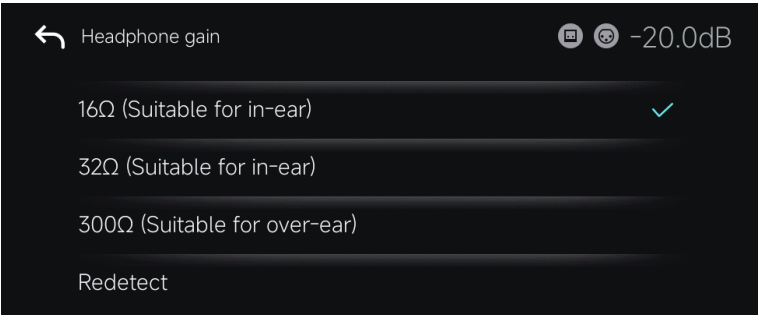 Headphone gain
-20.0dB
16Ω (Suitable for in-ear)
32Ω (Suitable for in-ear)
300Ω (Suitable for over-ear)
Redetect